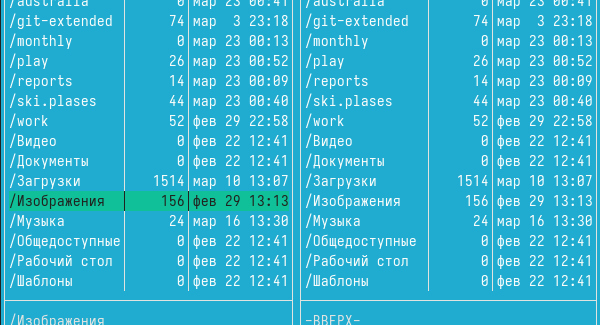 /australia 0 мар 23 00:41 /australia 0 мар 23 00:41
/git-extended 74 мар 3 23:18 /git-extended 74 мар 3 23:18
/monthly 0 мар 23 00:13 /monthly 0 мар 23 00:13
/play 26 мар 23 00:52 /play 26 мар 23 00:52
/reports 14 мар 23 00:09 /reports 14 мар 23 00:09
/ski.plases 44 мар 23 00:40 /ski.plases 44 мар 23 00:40
/work 52 фев 29 22:58 /work 52 фев 29 22:58
/Видео 0 фев 22 12:41 /Видео 0 фев 22 12:41
/Документы 0 фев 22 12:41 /Документы 0 фев 22 12:41
/Загрузки 1514 мар 10 13:07 /Загрузки 1514 мар 10 13:07
/Изображения 156 фев 29 13:13 /Изображения 156 фев 29 13:13
/Музыка 24 мар 16 13:30 /Музыка 24 мар 16 13:30
/Общедоступные 0 фев 22 12:41 /Общедоступные 0 фев 22 12:41
/Рабочий стол 0 фев 22 12:41 /Рабочий стол 0 фев 22 12:41
/Шаблоны 0 фев 22 12:41 /Шаблоны 0 фев 22 12:41
/Изображения -ВВЕРХ-